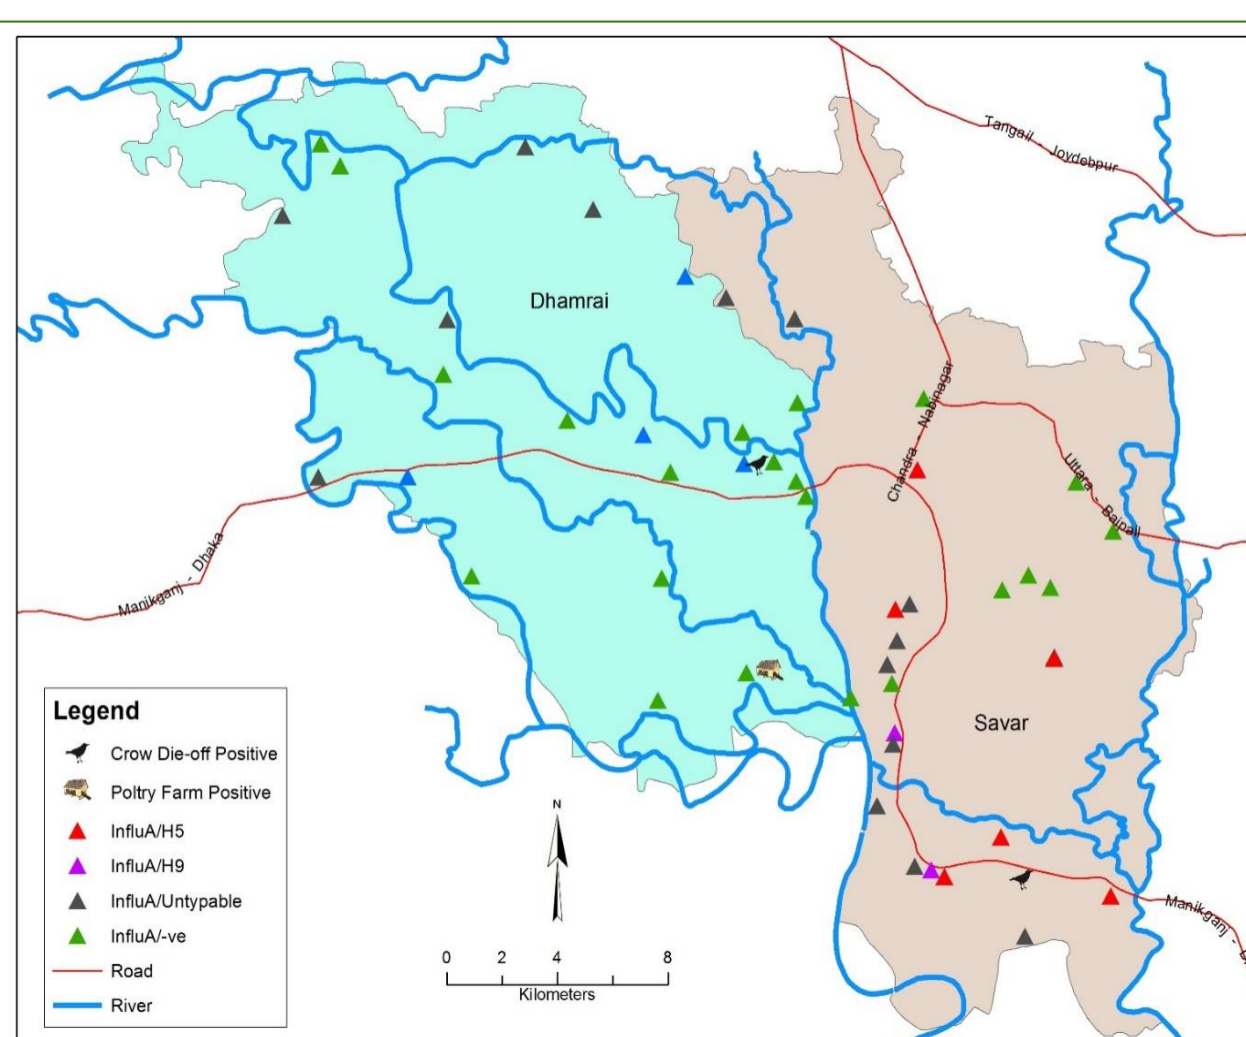 Tangail - Joydebpur
Dhamrai
Chandra - Nabinagar
Uttara - Baipail
Manikganj - Dhaka
Savar
Legend
Crow Die-off Positive
Poltry Farm Positive
InfluA/H5
InfluA/H9
InfluA/Untypable
InfluA/-ve
Road
River
N
0 2 4 8
Kilometers
Manikganj -